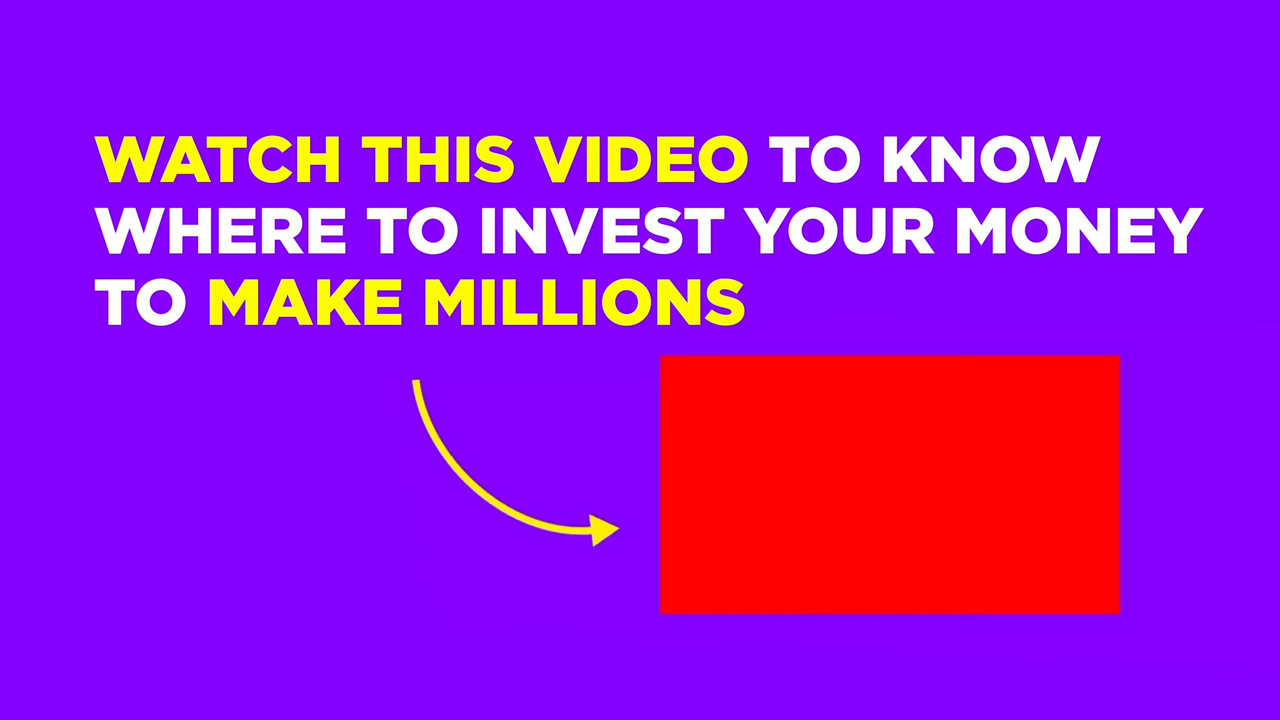 WATCH THIS VIDEO TO KNOW
WHERE TO INVEST YOUR MONEY
TO MAKE MILLIONS